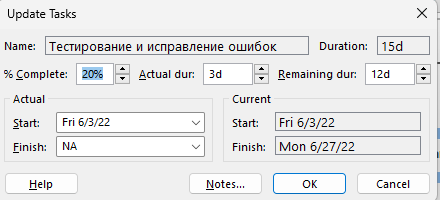 Update Tasks
Name: Тестирование и исправление ошибок Duration: 15d
% Complete: 20% Actual dur: 3d Remaining dur: 12d
Actual Current
Start: Fri 6/3/22 Start: Fri 6/3/22
Finish: NA Finish: Mon 6/27/22
Help Notes... OK Cancel